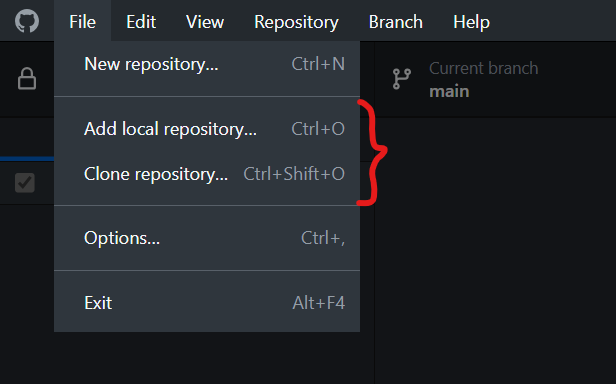 File Edit View Repository Branch Help
New repository... Ctrl+N
Current branch
main
Add local repository... Ctrl+O
Clone repository... Ctrl+Shift+O
Options... Ctrl+,
Exit Alt+F4